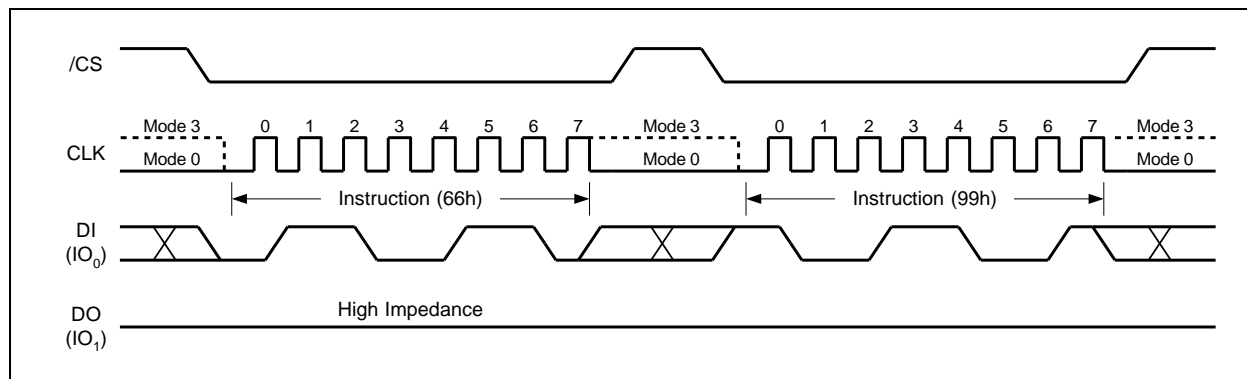 /CS
Mode 3 0 1 2 3 4 5 6 7 Mode 3 0 1 2 3 4 5 6 7 Mode 3
CLK Mode 0 Mode 0 Mode 0
Instruction (66h) Instruction (99h)
DI
(IO₀)
High Impedance
DO
(IO₁)